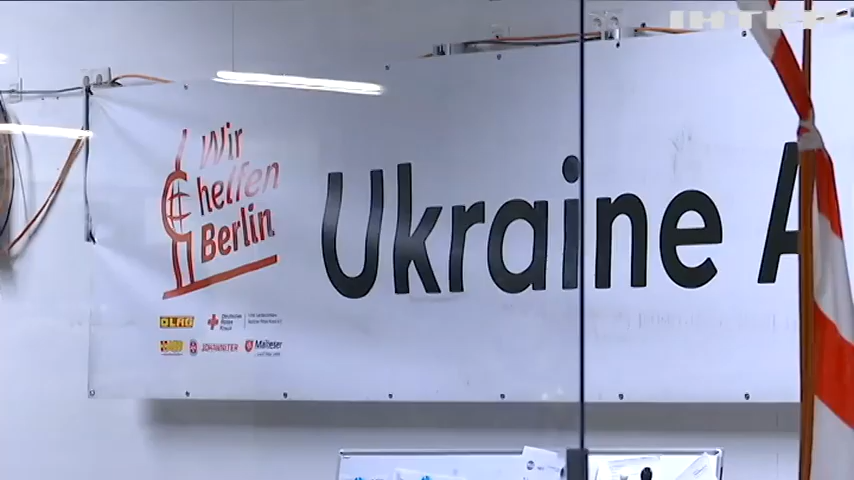 ІНТЕР
Wir
helfen
Berlin
Ukraine A
DLRG
Deutsches
Rotes
Kreuz
JOHANNITER
Malteser